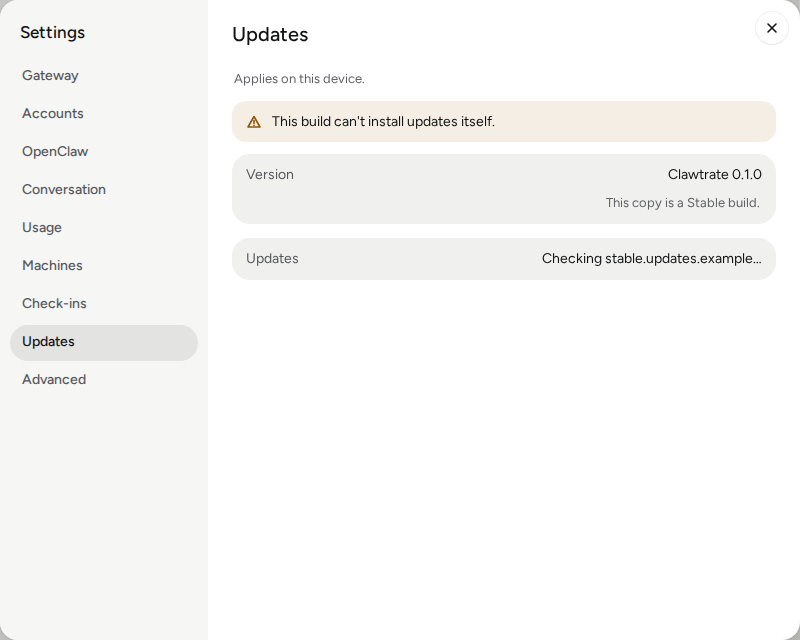 Settings
Gateway
Accounts
OpenClaw
Conversation
Usage
Machines
Check-ins
Updates
Advanced
Updates
Applies on this device.
This build can't install updates itself.
Version
Clawtrate 0.1.0
This copy is a Stable build.
Updates
Checking stable.updates.example…